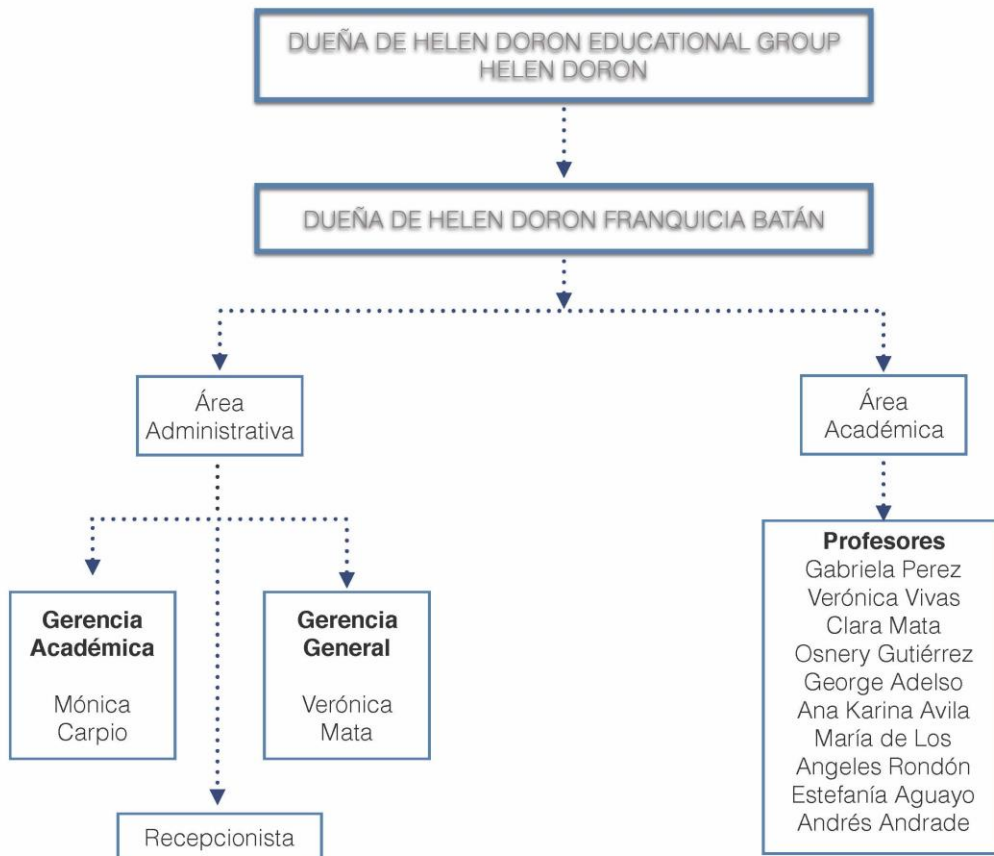 DUEÑA DE HELEN DORON EDUCATIONAL GROUP
HELEN DORON
DUEÑA DE HELEN DORON FRANQUICIA BATÁN
Área
Administrativa
Área
Académica
Gerencia
Académica
Mónica
Carpio
Gerencia
General
Verónica
Mata
Profesores
Gabriela Perez
Verónica Vivas
Clara Mata
Osnery Gutiérrez
George Adelso
Ana Karina Avila
María de Los
Angeles Rondón
Estefanía Aguayo
Andrés Andrade
Recepcionista